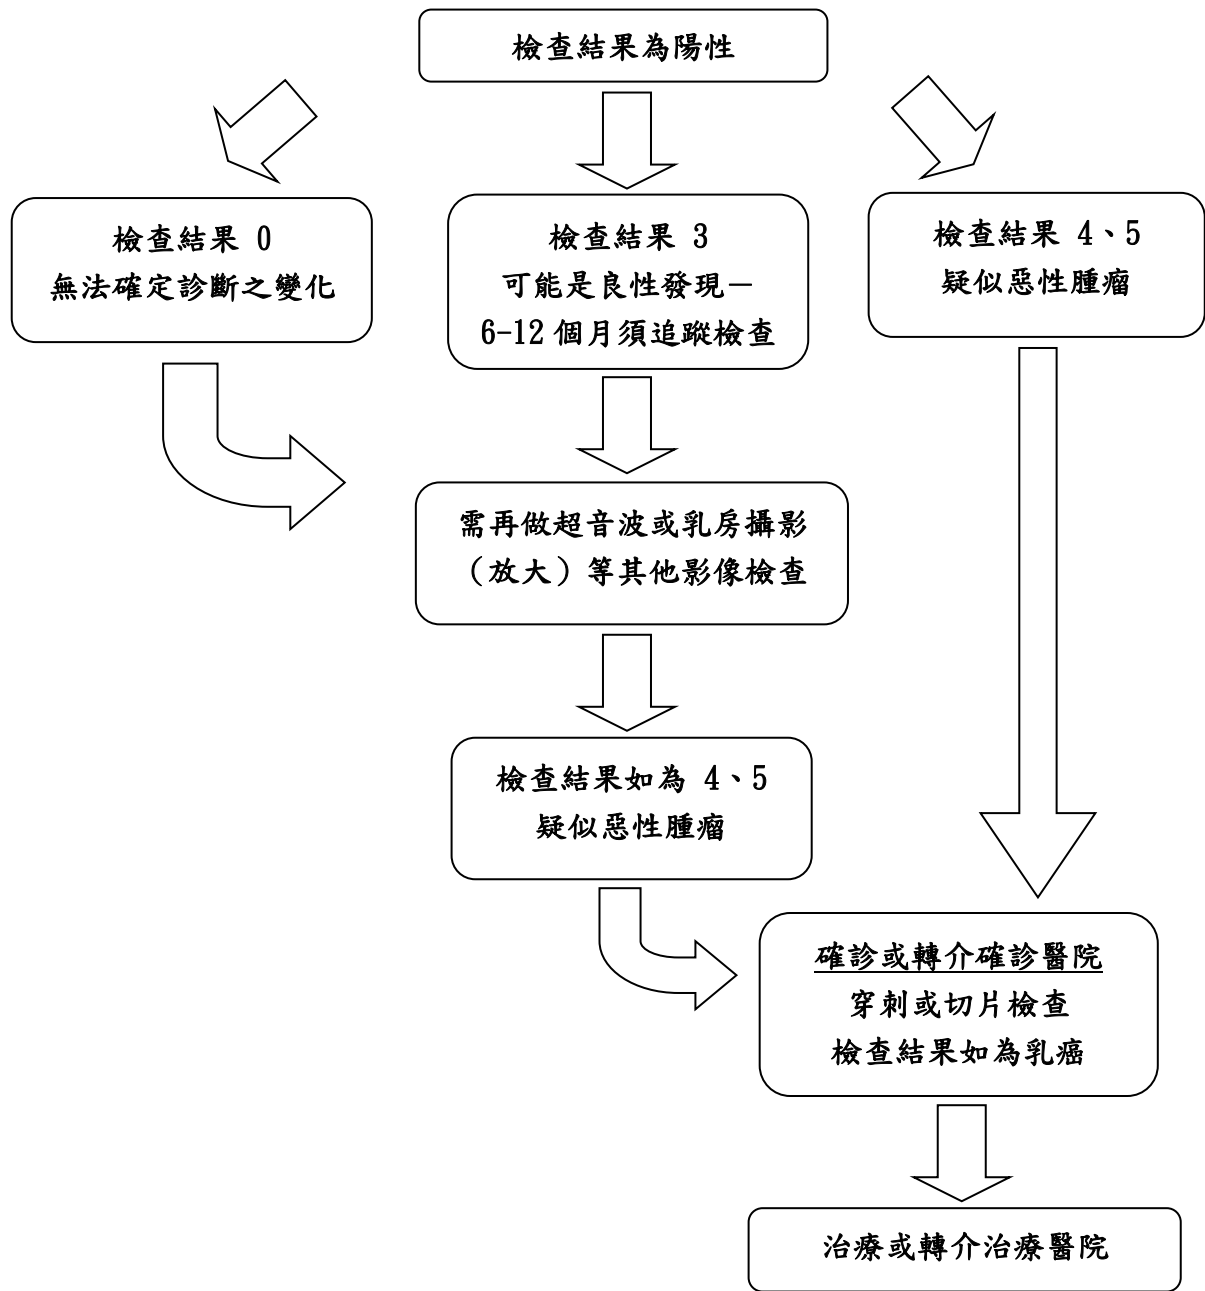 檢查結果為陽性
檢查結果 0
無法確定診斷之變化
檢查結果 3
可能是良性發現－
6-12 個月須追蹤檢查
檢查結果 4、5
疑似惡性腫瘤
需再做超音波或乳房攝影
（放大）等其他影像檢查
檢查結果如為 4、5
疑似惡性腫瘤
確診或轉介確診醫院
穿刺或切片檢查
檢查結果如為乳癌
治療或轉介治療醫院